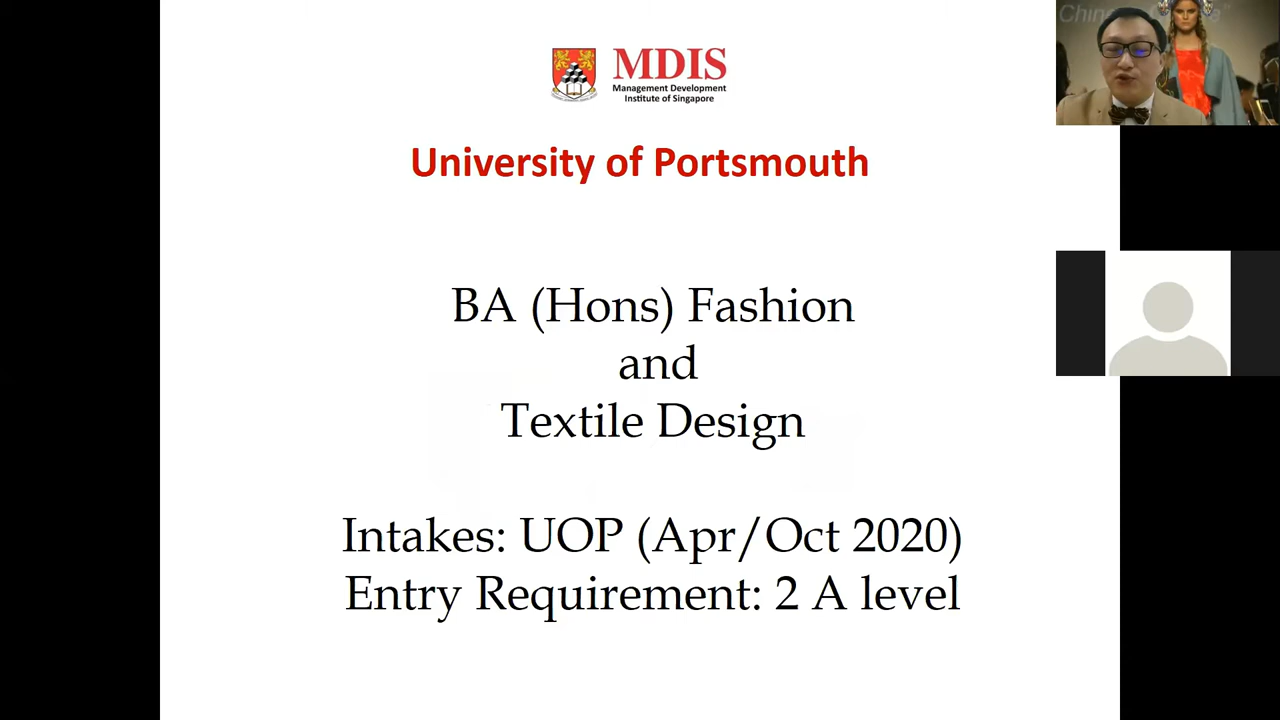 MDIS
Management Development
Institute of Singapore
University of Portsmouth
BA (Hons) Fashion
and
Textile Design
Intakes: UOP (Apr/Oct 2020)
Entry Requirement: 2 A level